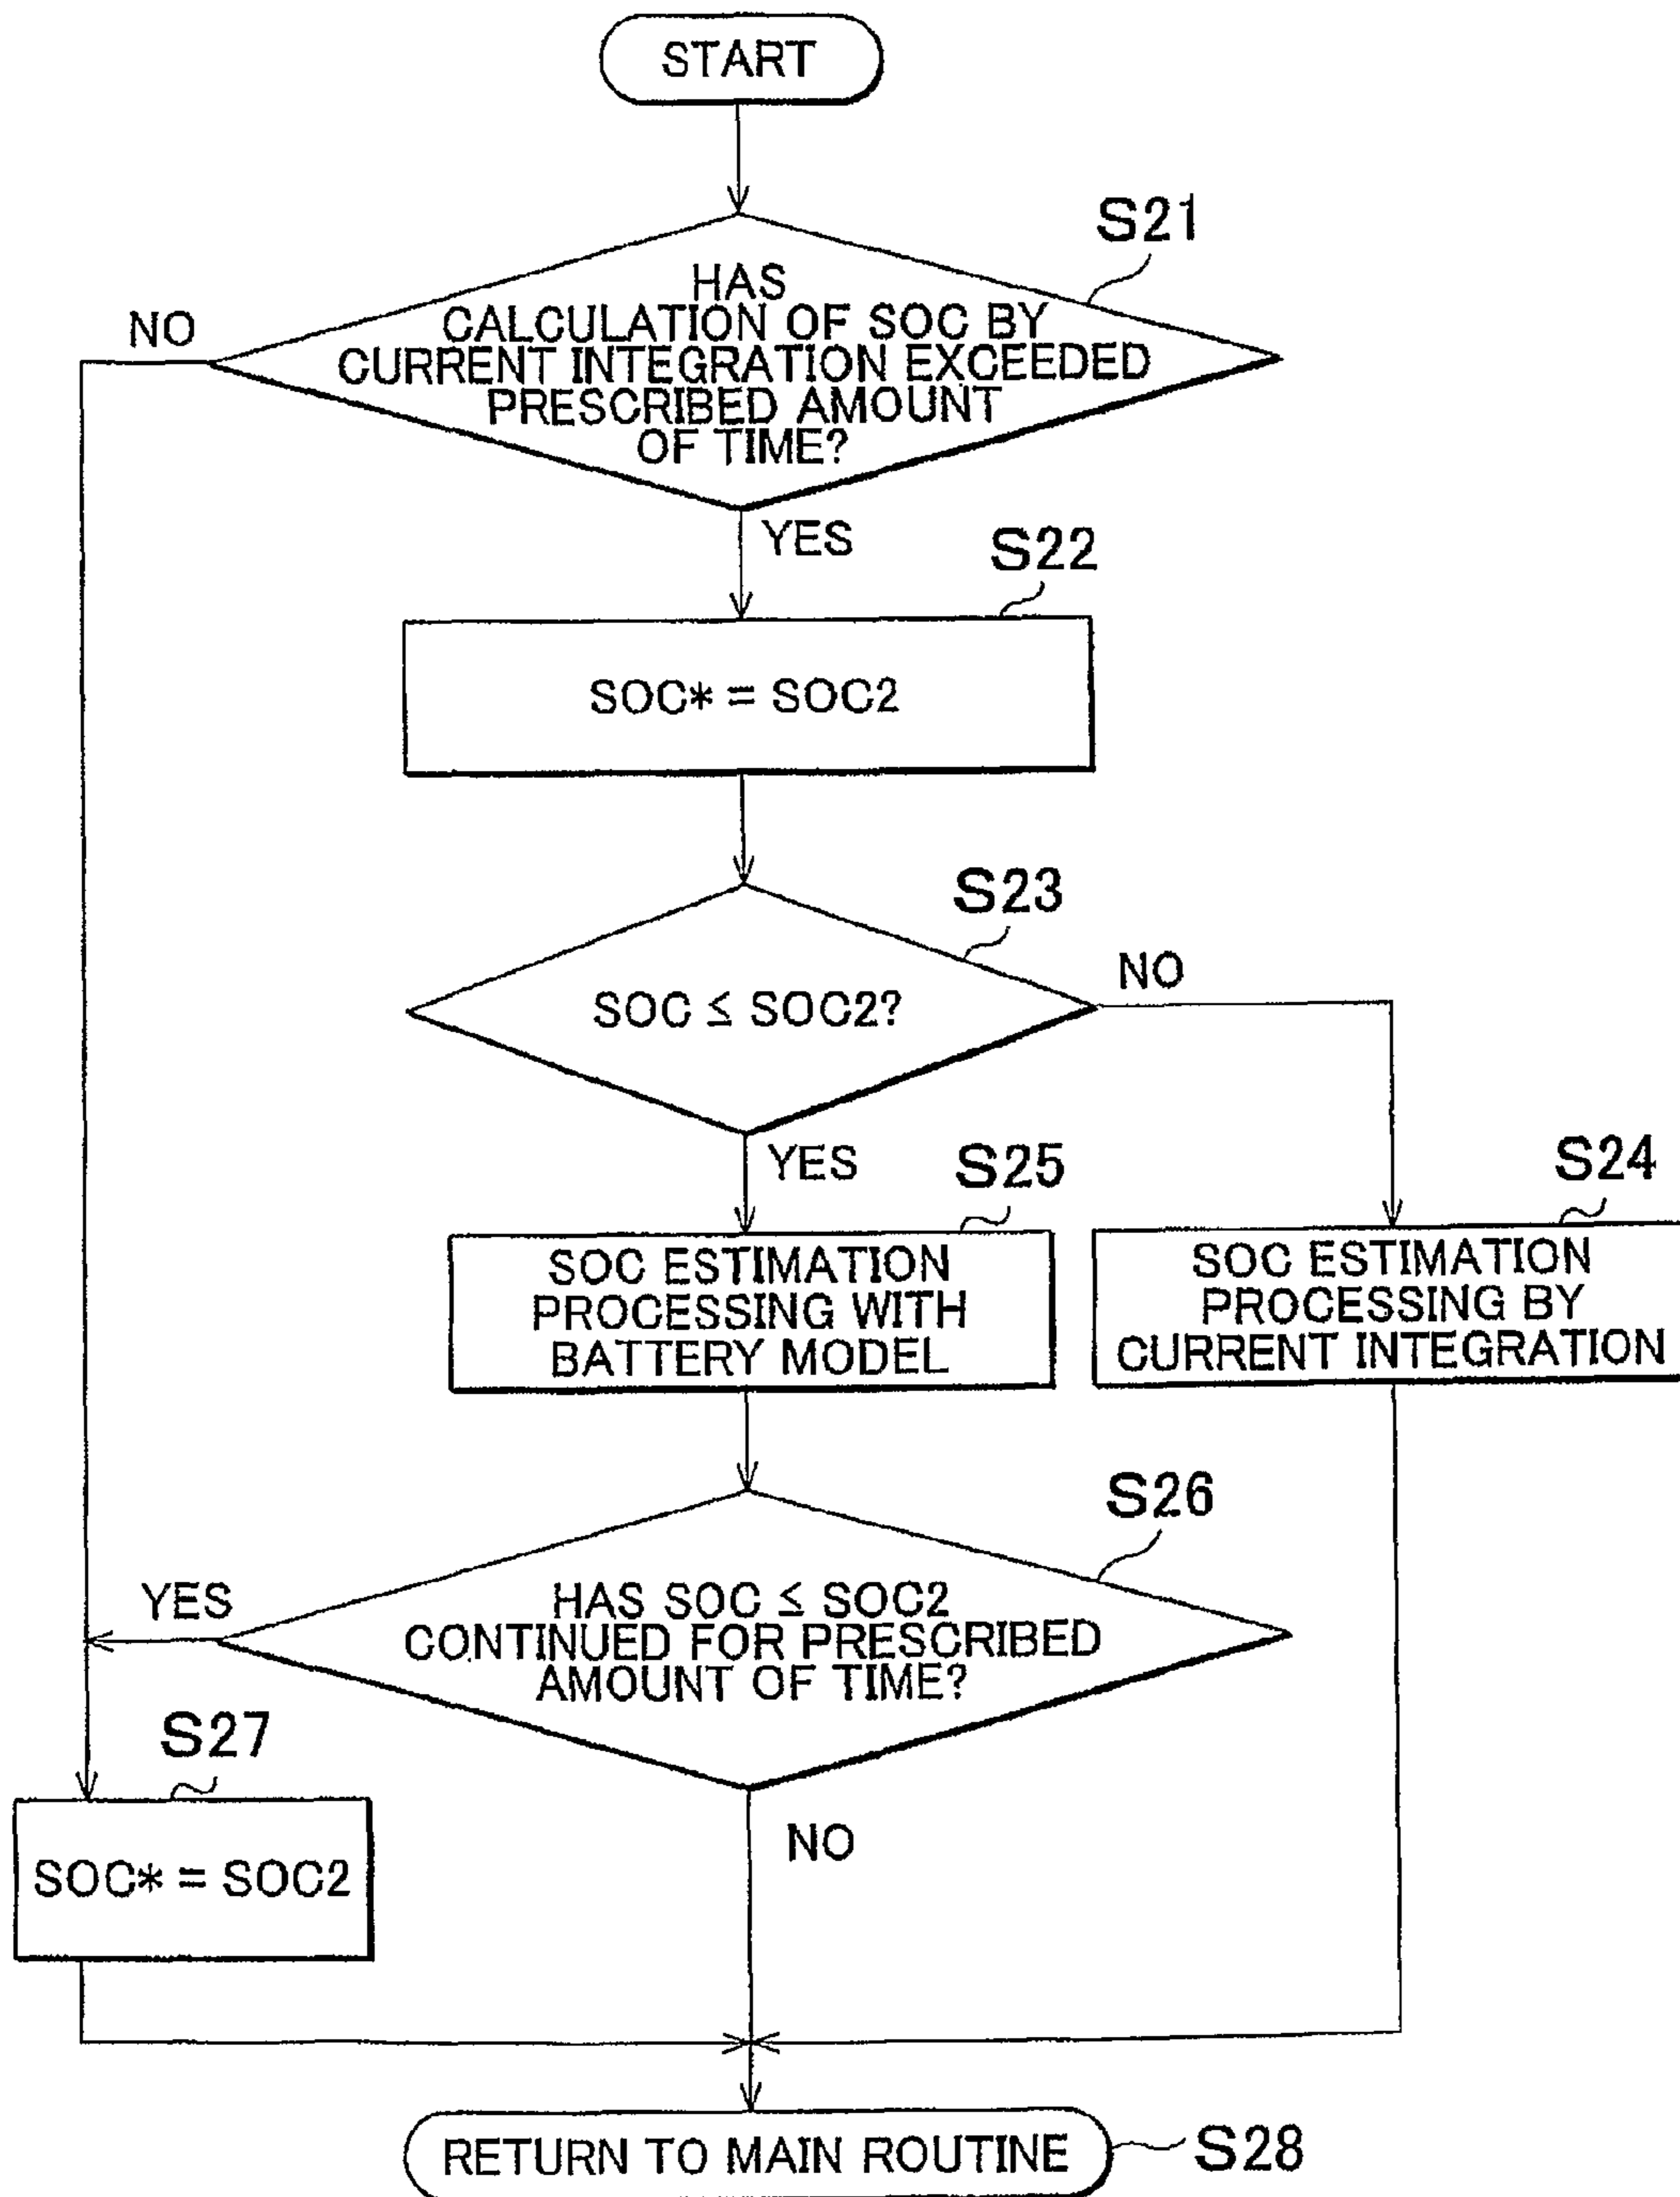 START
S21
HAS
CALCULATION OF SOC BY
CURRENT INTEGRATION EXCEEDED
PRESCRIBED AMOUNT
OF TIME?
NO
YES
S22
SOC* = SOC2
S23
SOC ≤ SOC2?
NO
YES
S25
SOC ESTIMATION
PROCESSING WITH
BATTERY MODEL
S24
SOC ESTIMATION
PROCESSING BY
CURRENT INTEGRATION
S26
HAS SOC ≤ SOC2
CONTINUED FOR PRESCRIBED
AMOUNT OF TIME?
YES
NO
S27
SOC* = SOC2
RETURN TO MAIN ROUTINE
S28